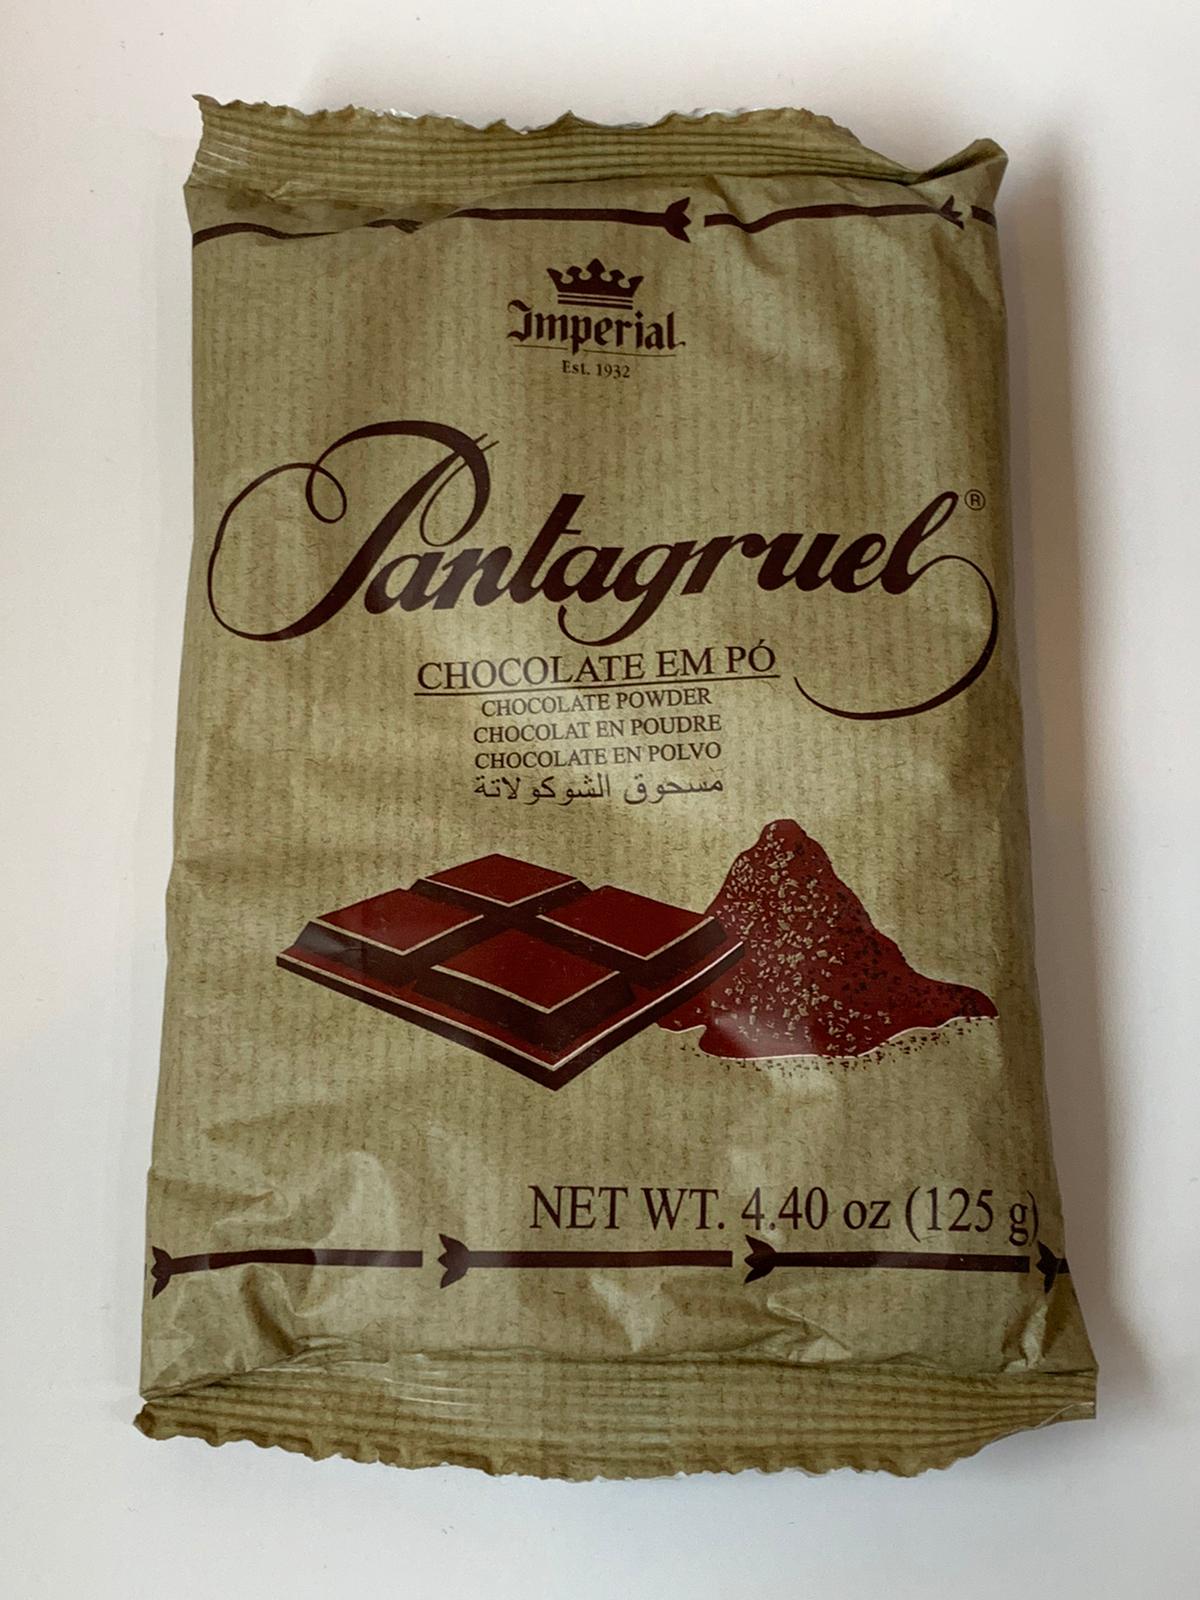 Imperial
Est. 1932
Pantagruel®
CHOCOLATE EM PÓ
CHOCOLATE POWDER
CHOCOLAT EN POUDRE
CHOCOLATE EN POLVO
مسحوق الشوكولاتة
NET WT. 4.40 oz (125 g)